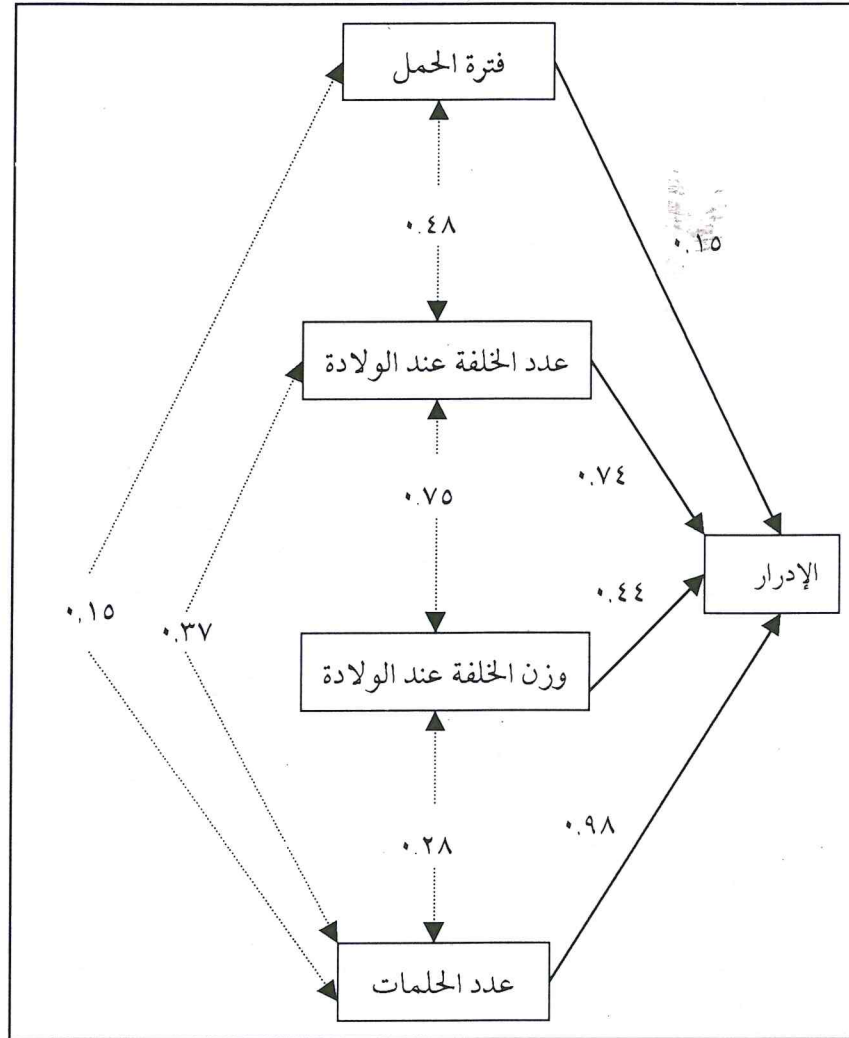 فترة الحمل
٠.٤٨
٠.١٥
عدد الخلفة عند الولادة
٠.٧٥
٠.٧٤
الإدرار
٠.٤٤
٠.١٥
٠.٣٧
وزن الخلفة عند الولادة
٠.٢٨
٠.٩٨
عدد الحلمات